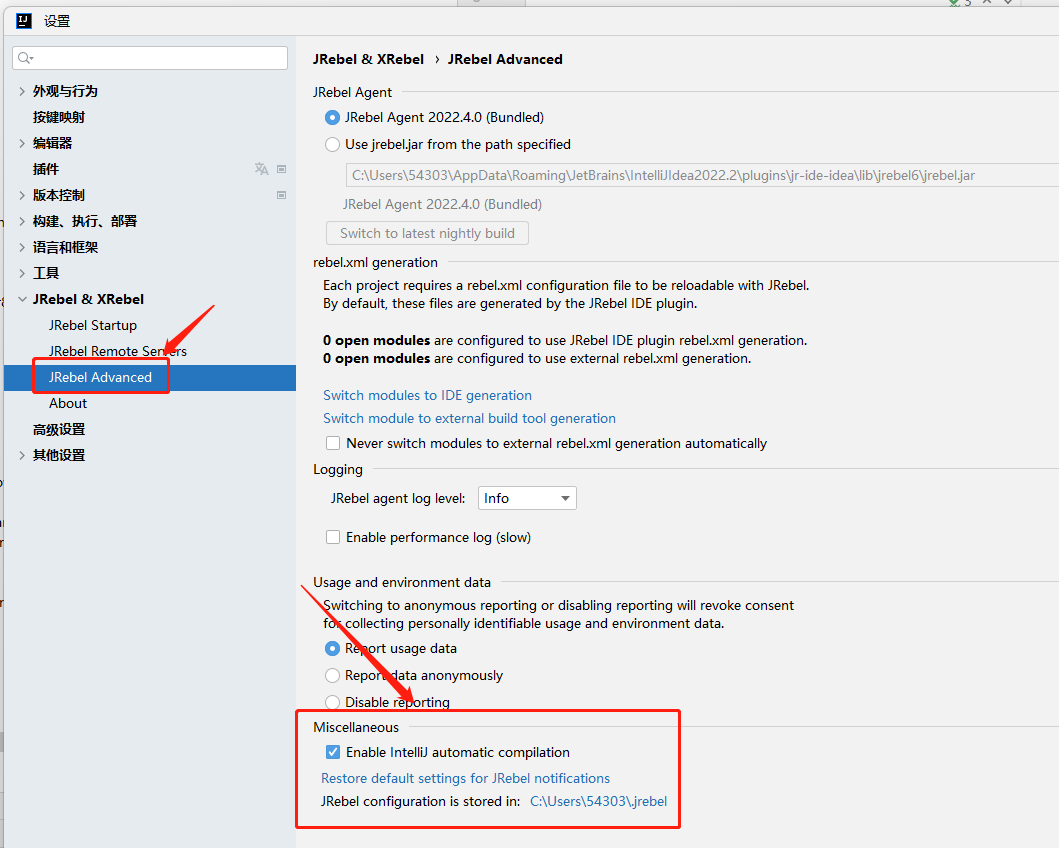 设置
外观与行为
按键映射
编辑器
插件
版本控制
构建、执行、部署
语言和框架
工具
JRebel & XRebel
JRebel Startup
JRebel Remote Servers
JRebel Advanced
About
高级设置
其他设置
JRebel & XRebel › JRebel Advanced
JRebel Agent
JRebel Agent 2022.4.0 (Bundled)
Use jrebel.jar from the path specified
C:\Users\54303\AppData\Roaming\JetBrains\IntelliJIdea2022.2\plugins\jr-ide-idea\lib\jrebel6\jrebel.jar
JRebel Agent 2022.4.0 (Bundled)
Switch to latest nightly build
rebel.xml generation
Each project requires a rebel.xml configuration file to be reloadable with JRebel.
By default, these files are generated by the JRebel IDE plugin.
0 open modules are configured to use JRebel IDE plugin rebel.xml generation.
0 open modules are configured to use external rebel.xml generation.
Switch modules to IDE generation
Switch module to external build tool generation
Never switch modules to external rebel.xml generation automatically
Logging
JRebel agent log level: Info
Enable performance log (slow)
Usage and environment data
Switching to anonymous reporting or disabling reporting will revoke consent
for collecting personally identifiable usage and environment data.
Report usage data
Report data anonymously
Disable reporting
Miscellaneous
Enable IntelliJ automatic compilation
Restore default settings for JRebel notifications
JRebel configuration is stored in: C:\Users\54303\.jrebel